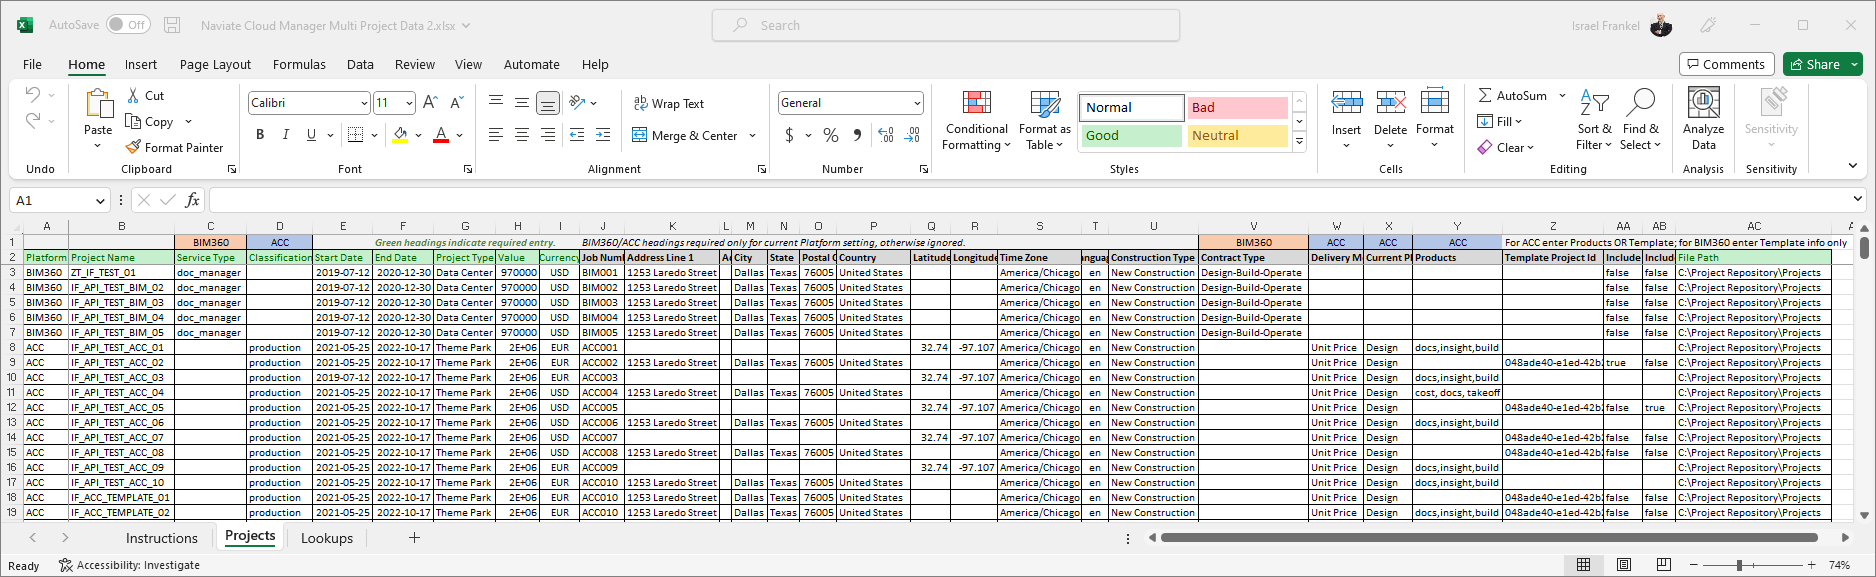 AutoSave Off Naviate Cloud Manager Multi Project Data 2.xlsx Search Israel Frankel
File Home Insert Page Layout Formulas Data Review View Automate Help Comments Share
Undo
Paste Cut Copy Format Painter Clipboard
Calibri 11 B I U A Font
Wrap Text Merge & Center Alignment
General $ % Number
Conditional Formatting Format as Table Normal Bad Good Neutral Styles
Insert Delete Format Cells
AutoSum Fill Clear Sort & Filter Find & Select Editing
Analyze Data Analysis
Sensitivity Sensitivity
A1 fx
A B C D E F G H I J K L M N O P Q R S T U V W X Y Z AA AB AC
1 BIM360 ACC Green headings indicate required entry. BIM360/ACC headings required only for current Platform setting, otherwise ignored. BIM360 ACC ACC ACC For ACC enter Products OR Template; for BIM360 enter Template info only
2 Platform Project Name Service Type Classification Start Date End Date Project Type Value Currency Job Num Address Line 1 City State Postal Country Latitude Longitude Time Zone Construction Type Contract Type Delivery Current Products Template Project Id Include Includ File Path
3 BIM360 ZT_IF_TEST_01 doc_manager 2019-07-12 2020-12-30 Data Center 970000 USD BIM001 1253 Laredo Street Dallas Texas 76005 United States America/Chicago en New Construction Design-Build-Operate false false C:\Project Repository\Projects
4 BIM360 IF_API_TEST_BIM_02 doc_manager 2019-07-12 2020-12-30 Data Center 970000 USD BIM002 1253 Laredo Street Dallas Texas 76005 United States America/Chicago en New Construction Design-Build-Operate false false C:\Project Repository\Projects
5 BIM360 IF_API_TEST_BIM_03 doc_manager 2019-07-12 2020-12-30 Data Center 970000 USD BIM003 1253 Laredo Street Dallas Texas 76005 United States America/Chicago en New Construction Design-Build-Operate false false C:\Project Repository\Projects
6 BIM360 IF_API_TEST_BIM_04 doc_manager 2019-07-12 2020-12-30 Data Center 970000 USD BIM004 1253 Laredo Street Dallas Texas 76005 United States America/Chicago en New Construction Design-Build-Operate false false C:\Project Repository\Projects
7 BIM360 IF_API_TEST_BIM_05 doc_manager 2019-07-12 2020-12-30 Data Center 970000 USD BIM005 1253 Laredo Street Dallas Texas 76005 United States America/Chicago en New Construction Design-Build-Operate false false C:\Project Repository\Projects
8 ACC IF_API_TEST_ACC_01 production 2021-05-25 2022-10-17 Theme Park 2E+06 EUR ACC001 32.74 -97.107 America/Chicago en New Construction Unit Price Design docs,insight,build C:\Project Repository\Projects
9 ACC IF_API_TEST_ACC_02 production 2021-05-25 2022-10-17 Theme Park 2E+06 EUR ACC002 1253 Laredo Street Dallas Texas 76005 United States America/Chicago en New Construction Unit Price Design 048ade40-e1ed-42b true false C:\Project Repository\Projects
10 ACC IF_API_TEST_ACC_03 production 2019-07-12 2022-10-17 Theme Park 2E+06 EUR ACC003 32.74 -97.107 America/Chicago en New Construction Unit Price Design docs,insight,build C:\Project Repository\Projects
11 ACC IF_API_TEST_ACC_04 production 2021-05-25 2022-10-17 Theme Park 2E+06 USD ACC004 1253 Laredo Street Dallas Texas 76005 United States America/Chicago en New Construction Unit Price Design cost, docs, takeoff C:\Project Repository\Projects
12 ACC IF_API_TEST_ACC_05 production 2021-05-25 2022-10-17 Theme Park 2E+06 USD ACC005 32.74 -97.107 America/Chicago en New Construction Unit Price Design 048ade40-e1ed-42b false true C:\Project Repository\Projects
13 ACC IF_API_TEST_ACC_06 production 2021-05-25 2022-10-17 Theme Park 2E+06 USD ACC006 1253 Laredo Street Dallas Texas 76005 United States America/Chicago en New Construction Unit Price Design docs,insight,build C:\Project Repository\Projects
14 ACC IF_API_TEST_ACC_07 production 2021-05-25 2022-10-17 Theme Park 2E+06 USD ACC007 32.74 -97.107 America/Chicago en New Construction Unit Price Design 048ade40-e1ed-42b false false C:\Project Repository\Projects
15 ACC IF_API_TEST_ACC_08 production 2021-05-25 2022-10-17 Theme Park 2E+06 USD ACC008 1253 Laredo Street Dallas Texas 76005 United States America/Chicago en New Construction Unit Price Design 048ade40-e1ed-42b false false C:\Project Repository\Projects
16 ACC IF_API_TEST_ACC_09 production 2021-05-25 2022-10-17 Theme Park 2E+06 EUR ACC009 32.74 -97.107 America/Chicago en New Construction Unit Price Design docs,insight,build C:\Project Repository\Projects
17 ACC IF_API_TEST_ACC_10 production 2021-05-25 2022-10-17 Theme Park 2E+06 EUR ACC010 1253 Laredo Street Dallas Texas 76005 United States America/Chicago en New Construction Unit Price Design docs,insight,build C:\Project Repository\Projects
18 ACC IF_ACC_TEMPLATE_01 production 2021-05-25 2022-10-17 Theme Park 2E+06 EUR ACC010 1253 Laredo Street Dallas Texas 76005 United States America/Chicago en New Construction Unit Price Design 048ade40-e1ed-42b false false C:\Project Repository\Projects
19 ACC IF_ACC_TEMPLATE_02 production 2021-05-25 2022-10-17 Theme Park 2E+06 EUR ACC010 1253 Laredo Street Dallas Texas 76005 United States America/Chicago en New Construction Unit Price Design docs,insight,build 048ade40-e1ed-42b false false C:\Project Repository\Projects
Instructions Projects Lookups
Ready Accessibility: Investigate 74%